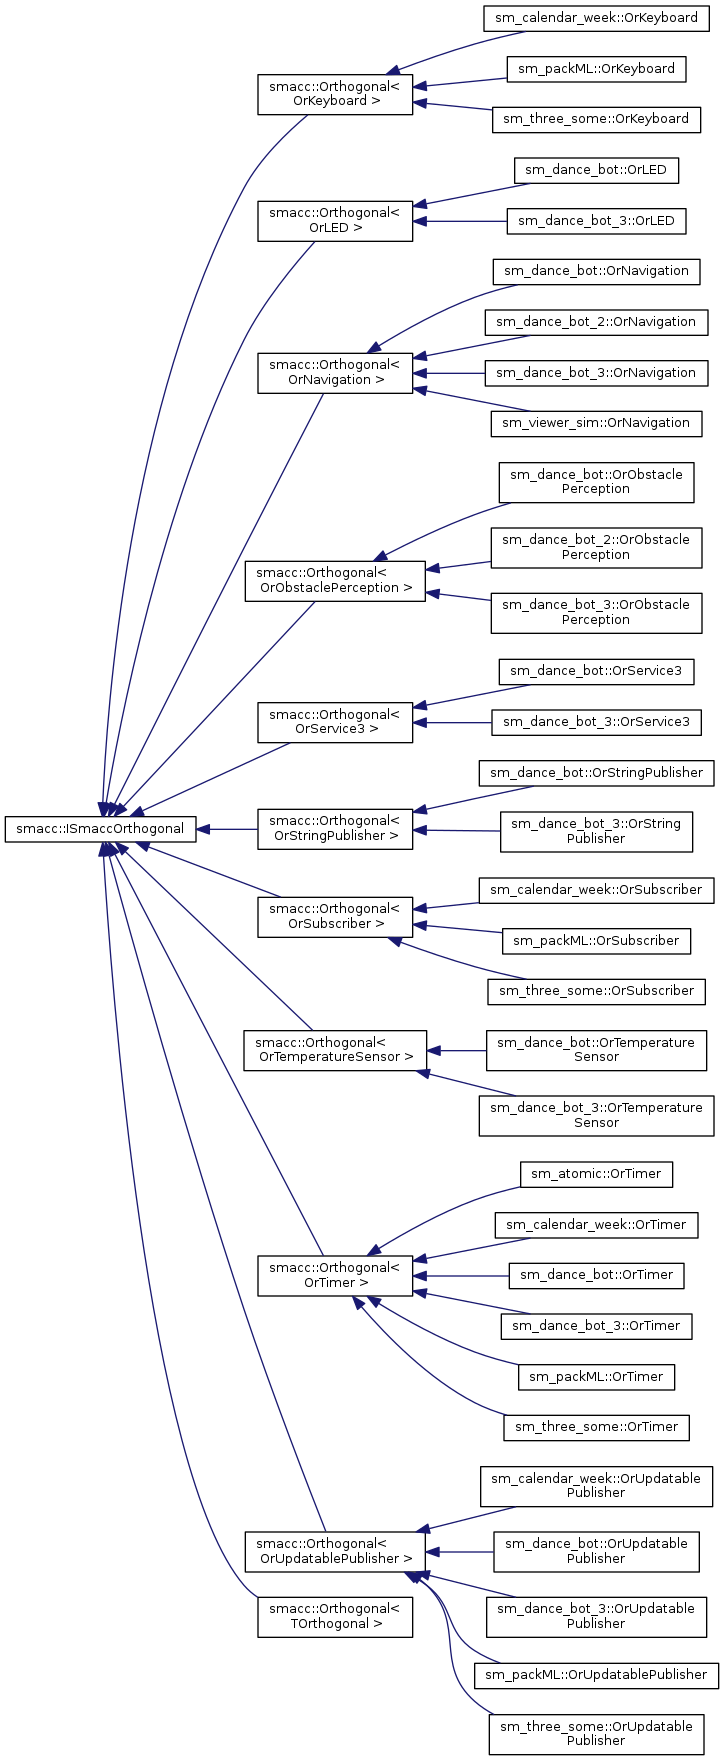 sm_calendar_week::OrKeyboard
sm_packML::OrKeyboard
smacc::Orthogonal<
OrKeyboard >
sm_three_some::OrKeyboard
sm_dance_bot::OrLED
smacc::Orthogonal<
OrLED >
sm_dance_bot_3::OrLED
sm_dance_bot::OrNavigation
sm_dance_bot_2::OrNavigation
smacc::Orthogonal<
OrNavigation >
sm_dance_bot_3::OrNavigation
sm_viewer_sim::OrNavigation
sm_dance_bot::OrObstacle
Perception
sm_dance_bot_2::OrObstacle
Perception
smacc::Orthogonal<
OrObstaclePerception >
sm_dance_bot_3::OrObstacle
Perception
sm_dance_bot::OrService3
smacc::Orthogonal<
OrService3 >
sm_dance_bot_3::OrService3
sm_dance_bot::OrStringPublisher
smacc::ISmaccOrthogonal
smacc::Orthogonal<
OrStringPublisher >
sm_dance_bot_3::OrString
Publisher
sm_calendar_week::OrSubscriber
smacc::Orthogonal<
OrSubscriber >
sm_packML::OrSubscriber
sm_three_some::OrSubscriber
smacc::Orthogonal<
OrTemperatureSensor >
sm_dance_bot::OrTemperature
Sensor
sm_dance_bot_3::OrTemperature
Sensor
sm_atomic::OrTimer
sm_calendar_week::OrTimer
smacc::Orthogonal<
OrTimer >
sm_dance_bot::OrTimer
sm_dance_bot_3::OrTimer
sm_packML::OrTimer
sm_three_some::OrTimer
sm_calendar_week::OrUpdatable
Publisher
smacc::Orthogonal<
OrUpdatablePublisher >
sm_dance_bot::OrUpdatable
Publisher
smacc::Orthogonal<
TOrthogonal >
sm_dance_bot_3::OrUpdatable
Publisher
sm_packML::OrUpdatablePublisher
sm_three_some::OrUpdatable
Publisher